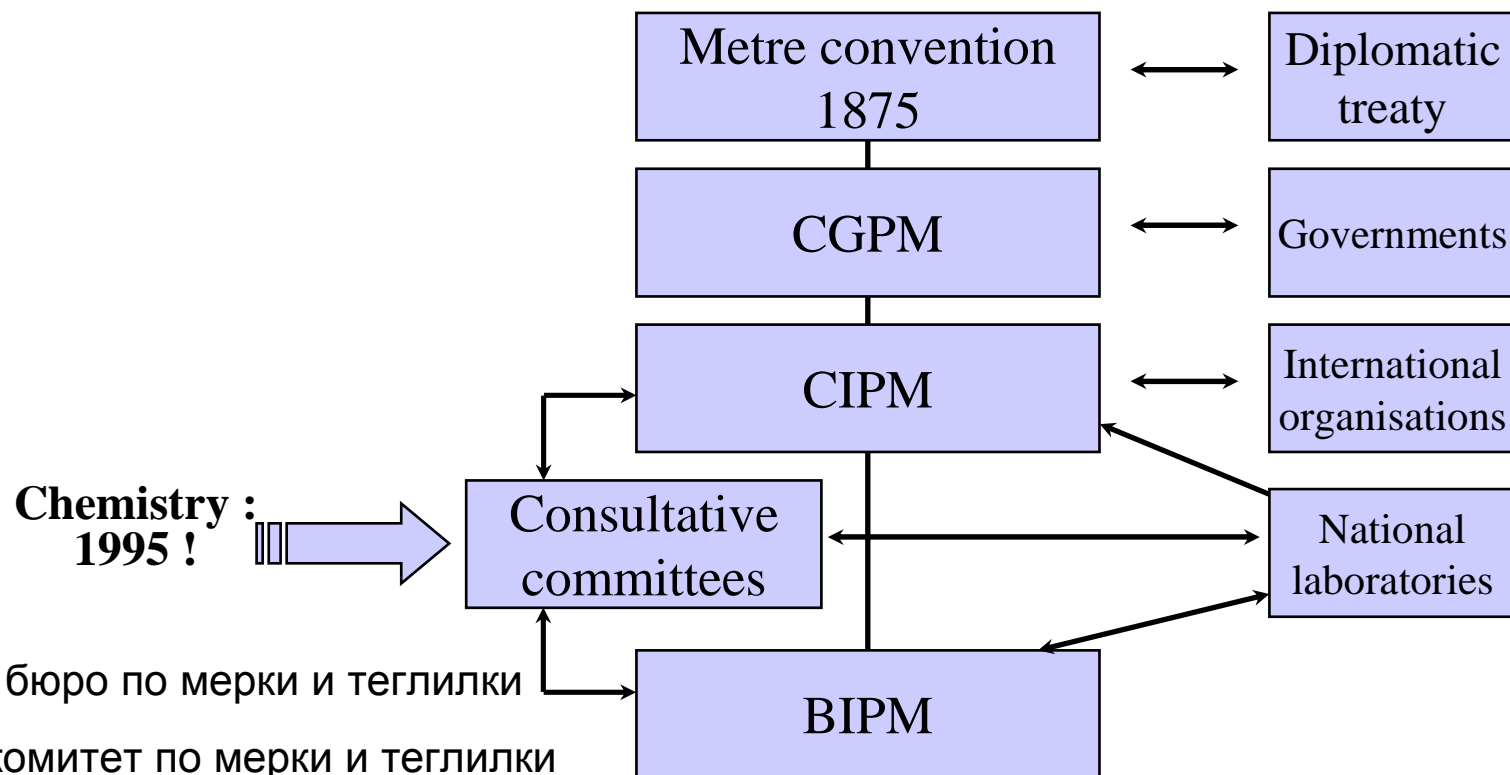 Metre convention
1875
Diplomatic
treaty
CGPM
Governments
CIPM
International
organisations
Chemistry :
1995 !
Consultative
committees
National
laboratories
бюро по мерки и теглилки
BIPM
комитет по мерки и теглилки